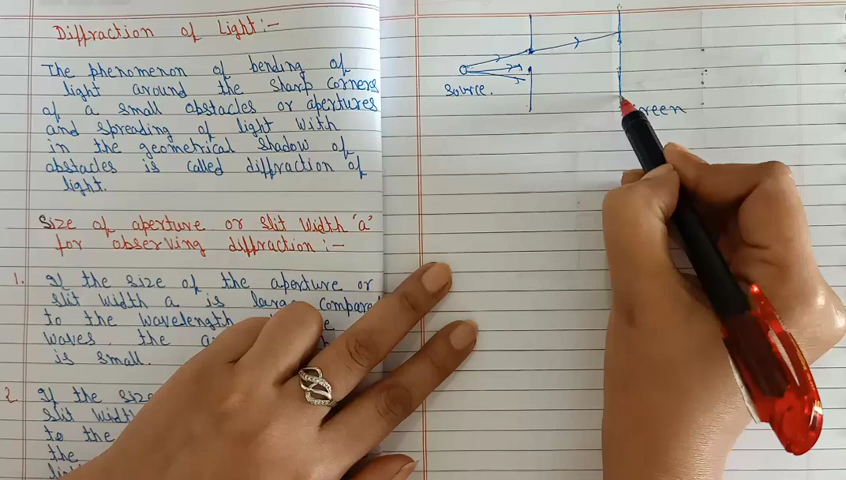 Diffraction of Light:-
The phenomenon of bending of
light around the sharp corners
of a small obstacles or apertures
and spreading of light with
in the geometrical shadow of
obstacles is called diffraction of
light.
Size of aperture or slit width 'a'
for observing diffraction:-
1. If the size of the aperture or
slit width a is large
to the wavelength
waves. the
is small.
2. If the size
slit width
to the
the
source.